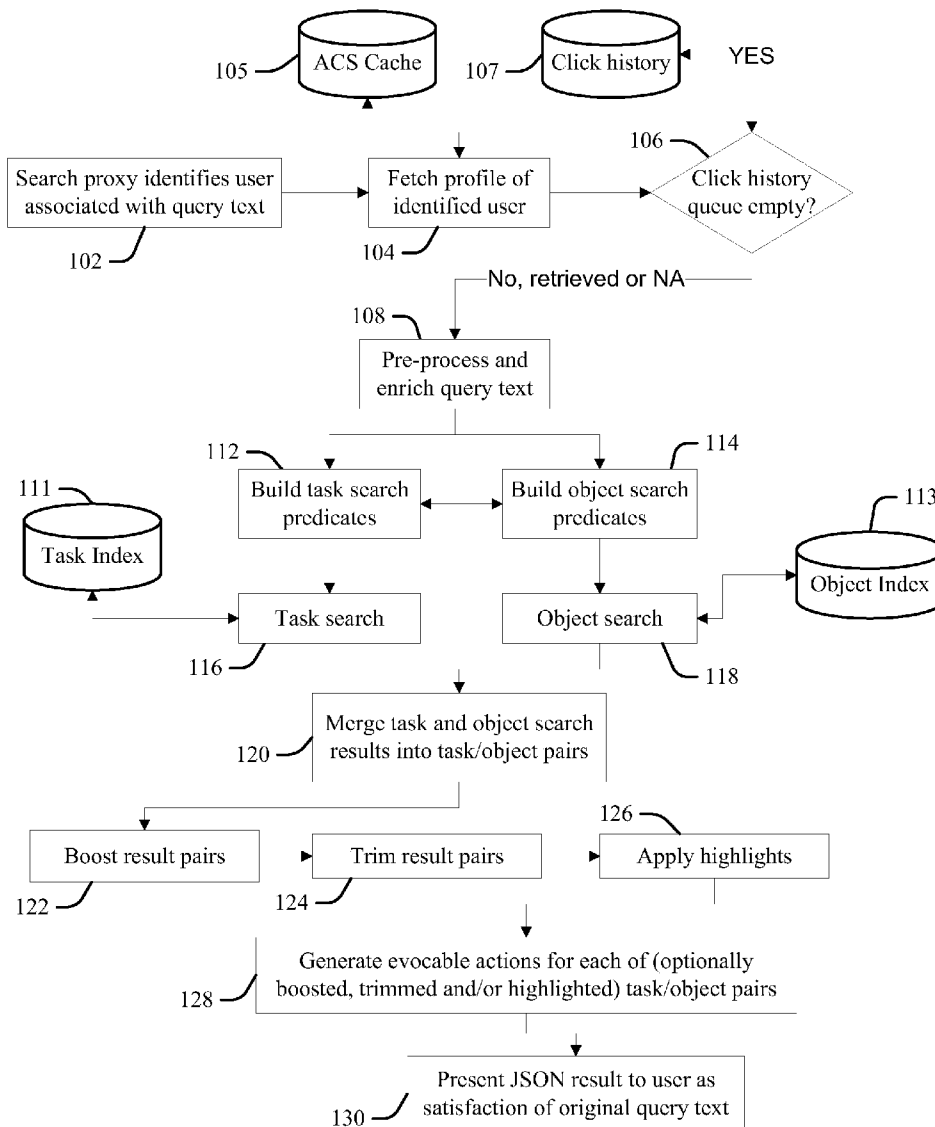 105
ACS Cache
107
Click history
YES
106
Search proxy identifies user
associated with query text
102
Fetch profile of
identified user
104
Click history
queue empty?
No, retrieved or NA
108
Pre-process and
enrich query text
112
Build task search
predicates
114
Build object search
predicates
111
Task Index
113
Object Index
Task search
116
Object search
118
Merge task and object search
results into task/object pairs
120
126
Boost result pairs
122
Trim result pairs
124
Apply highlights
Generate evocable actions for each of (optionally
boosted, trimmed and/or highlighted) task/object pairs
128
Present JSON result to user as
satisfaction of original query text
130